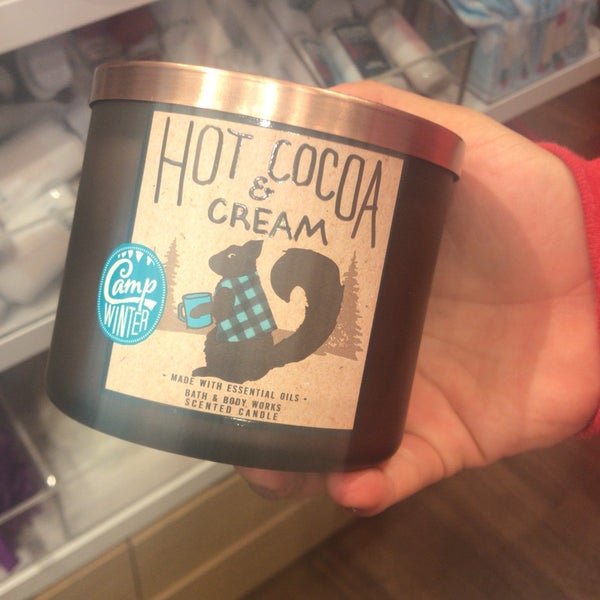 HOT COCOA
&
CREAM
Camp
WINTER
- MADE WITH ESSENTIAL OILS -
BATH & BODY WORKS
SCENTED CANDLE